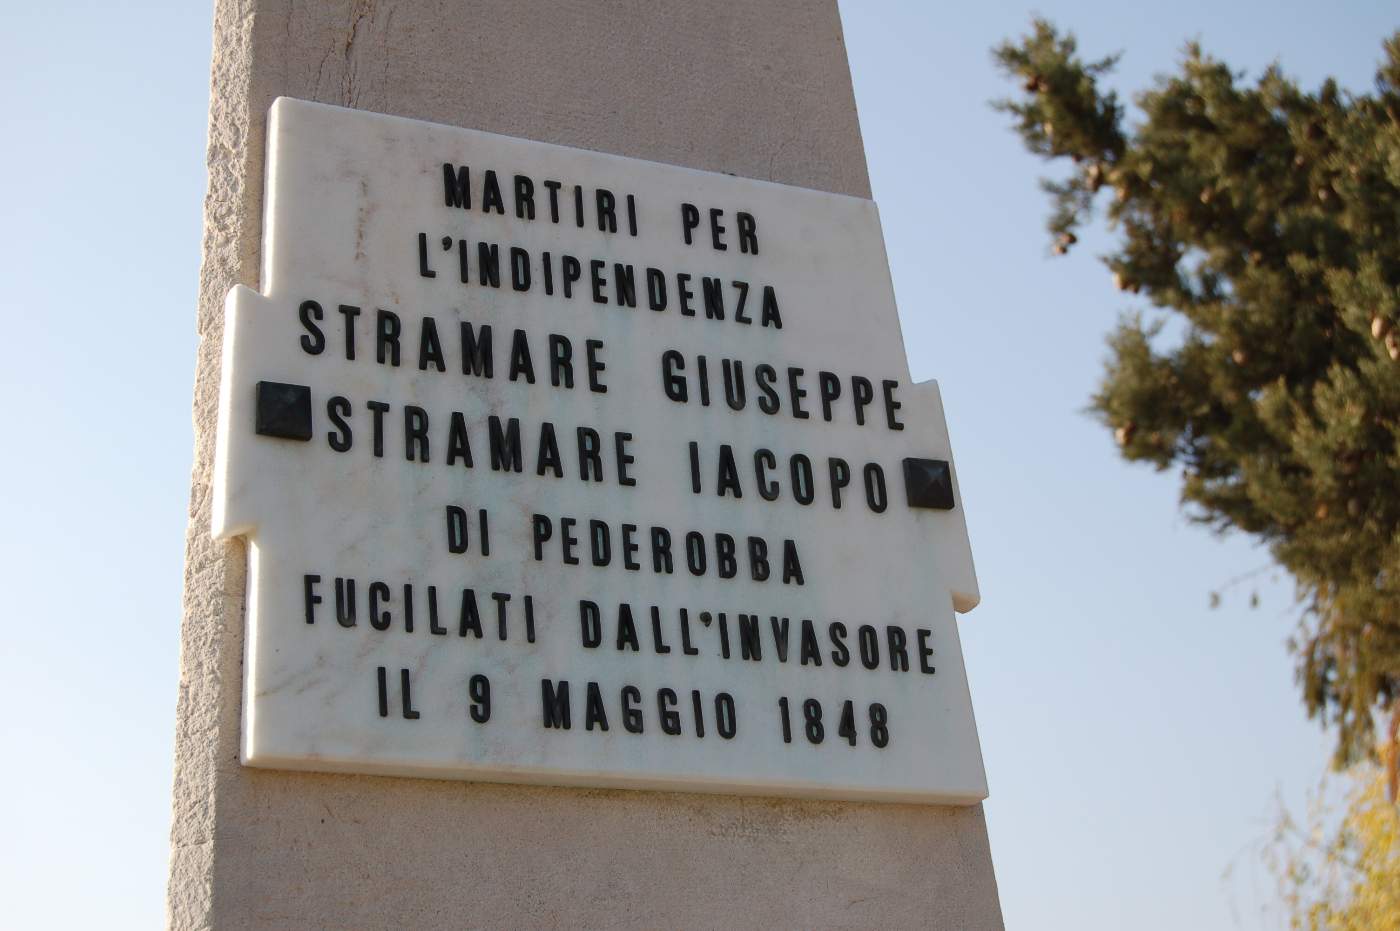 MARTIRI PER
L'INDIPENDENZA
STRAMARE GIUSEPPE
STRAMARE IACOPO
DI PEDEROBBA
FUCILATI DALL'INVASORE
IL 9 MAGGIO 1848